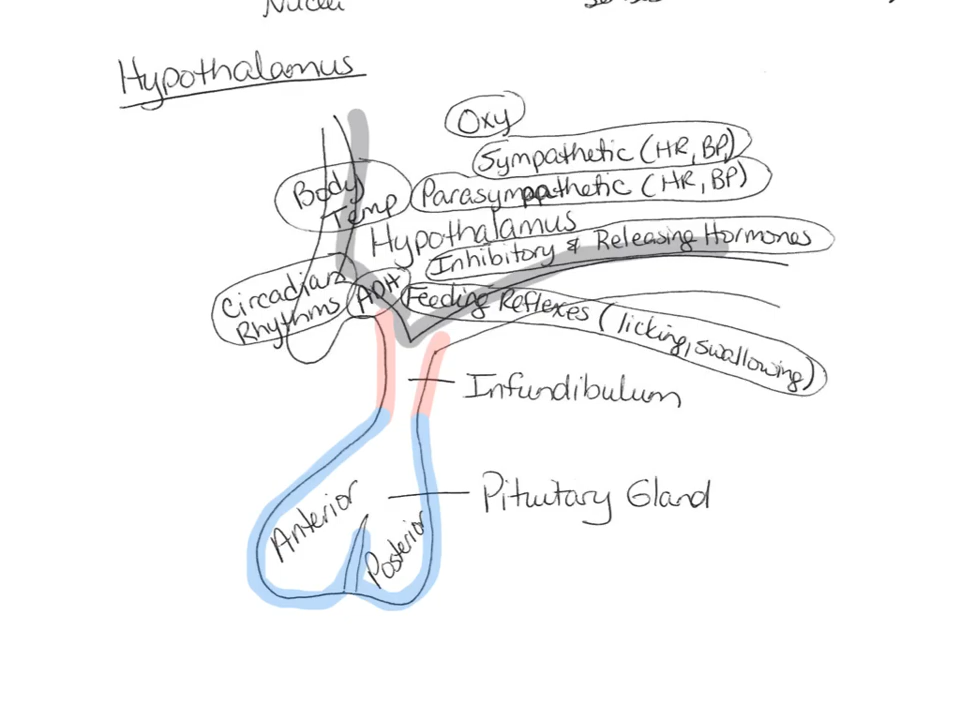 Nuclei
Hypothalamus
Oxy
Sympathetic (HR, BP)
Body
Temp
Parasympathetic (HR, BP)
Hypothalamus
Inhibitory & Releasing Hormones
Circadian
Rhythms
ADH
Feeding Reflexes (licking, swallowing)
Infundibulum
Pituitary Gland
Anterior
Posterior